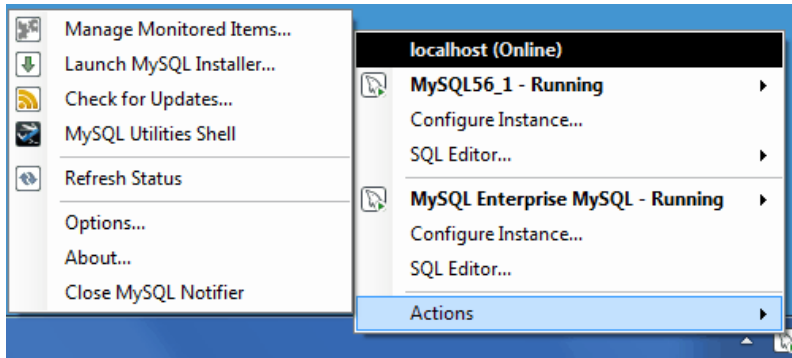 Manage Monitored Items...
Launch MySQL Installer...
Check for Updates...
MySQL Utilities Shell
Refresh Status
Options...
About...
Close MySQL Notifier
localhost (Online)
MySQL56_1 - Running
Configure Instance...
SQL Editor...
MySQL Enterprise MySQL - Running
Configure Instance...
SQL Editor...
Actions